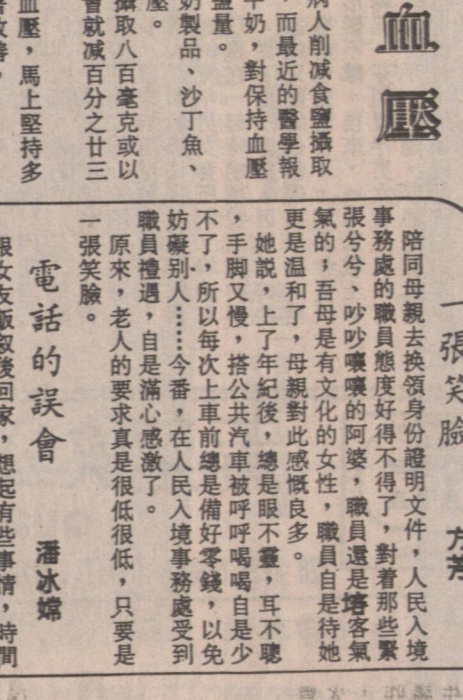 血壓
病人削減食鹽攝取
，而最近的醫學報
牛奶，對保持血壓
鹽量。
奶製品、沙丁魚、
壓。
攝取八百毫克或以
會就減百分之廿三
血壓，馬上堅持多
一張笑臉 方芳
陪同母親去換領身份證明文件，人民入境
事務處的職員態度好得不得了，對着那些緊
張兮兮、吵吵嚷嚷的阿婆，職員還是客客氣
氣的；吾母是有文化的女性，職員自是待她
更是温和了，母親對此感慨良多。
她說，上了年紀後，總是眼不靈，耳不聰
，手脚又慢，搭公共汽車被呼呼喝喝自是少
不了，所以每次上車前總是備好零錢，以免
妨礙別人……今番，在人民入境事務處受到
職員禮遇，自是滿心感激了。
原來，老人的要求真是很低很低，只要是
一張笑臉。
電話的誤會 潘冰嫦
跟女友飯叙後回家，想起有些事情，時間